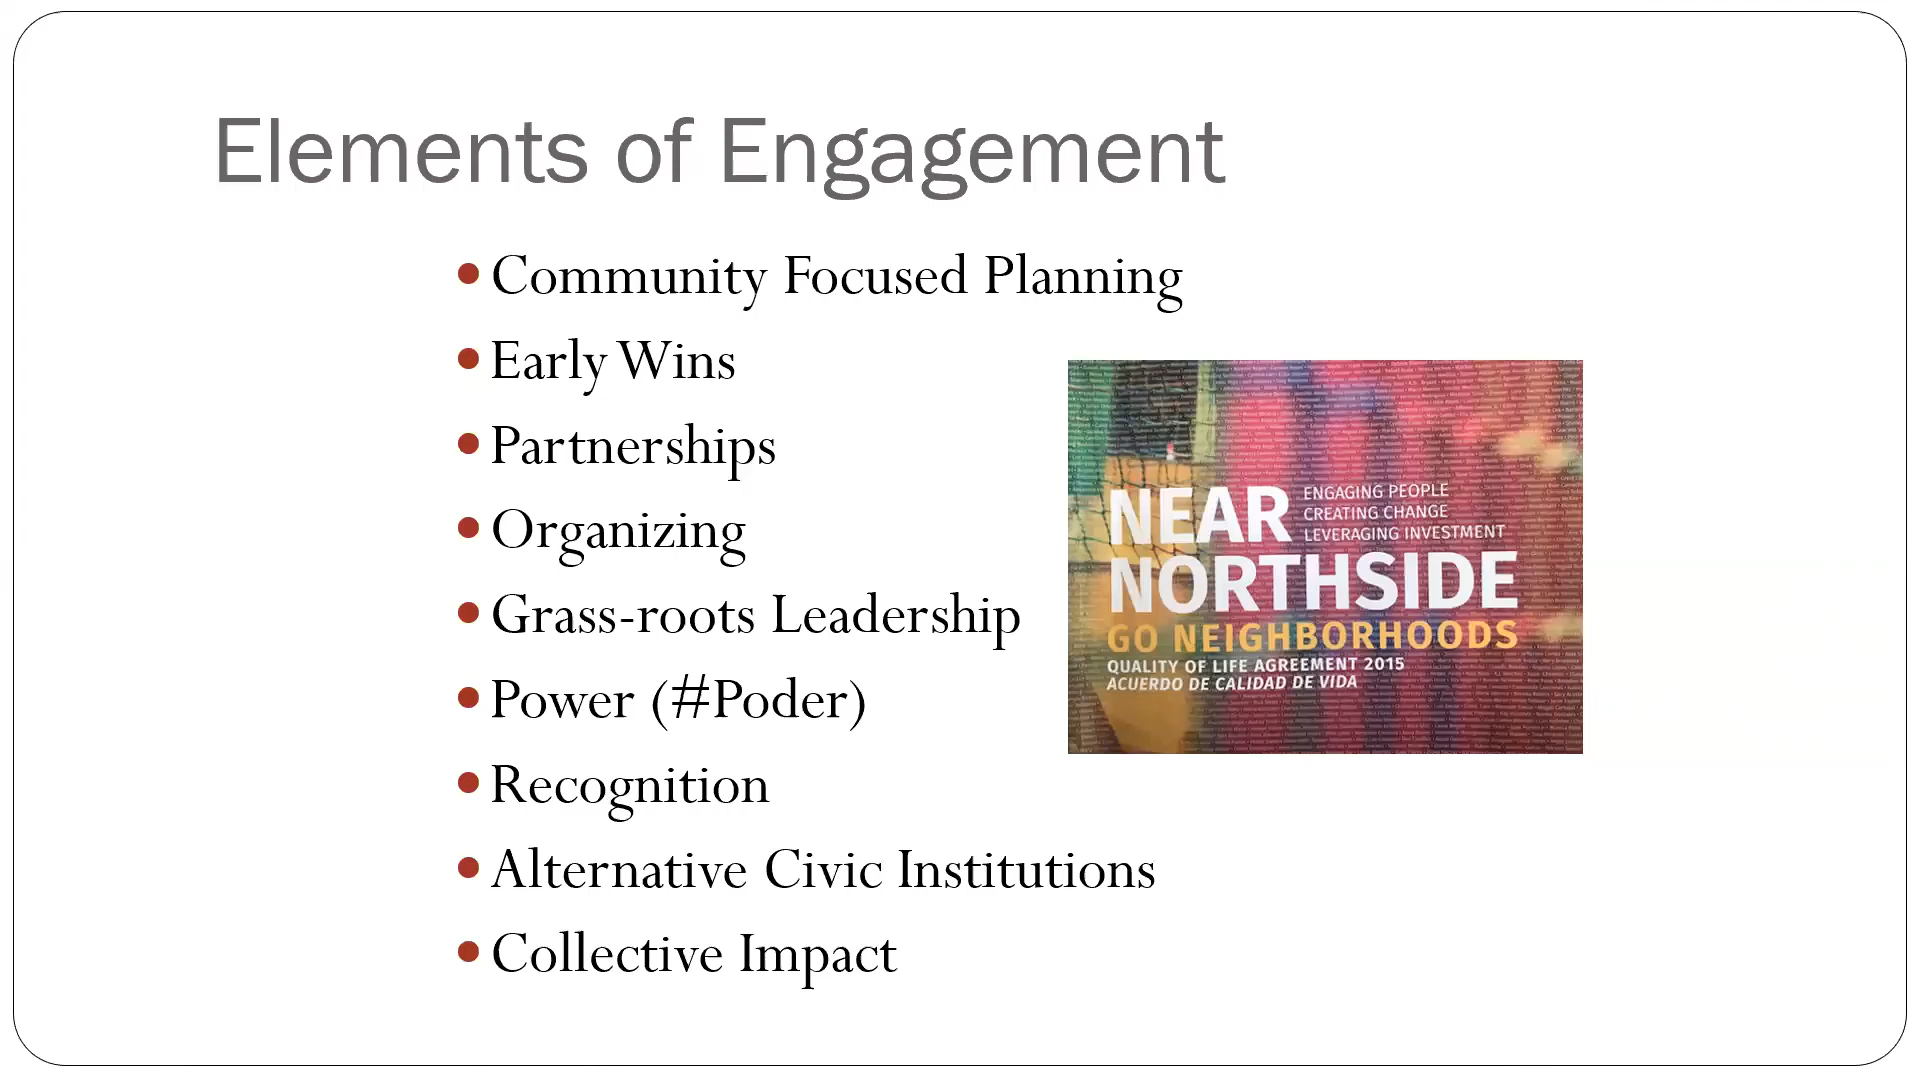 Elements of Engagement
Community Focused Planning
Early Wins
Partnerships
Organizing
Grass-roots Leadership
Power (#Poder)
Recognition
Alternative Civic Institutions
Collective Impact
NEAR
ENGAGING PEOPLE
CREATING CHANGE
LEVERAGING INVESTMENT
NORTHSIDE
GO NEIGHBORHOODS
QUALITY OF LIFE AGREEMENT 2015
ACUERDO DE CALIDAD DE VIDA